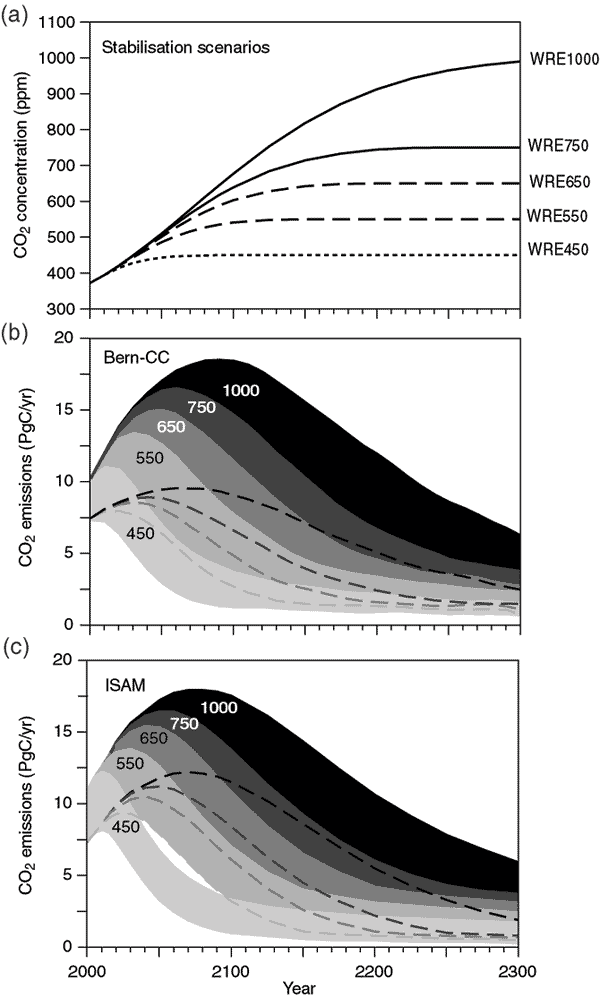 (a)
1100
Stabilisation scenarios
1000
WRE1000
900
800
WRE750
700
WRE650
600
WRE550
500
WRE450
400
300
CO2 concentration (ppm)
(b)
20
Bern-CC
15
1000
750
650
550
10
450
5
0
CO2 emissions (PgC/yr)
(c)
20
ISAM
15
1000
750
650
550
10
450
5
0
CO2 emissions (PgC/yr)
2000 2100 2200 2300
Year